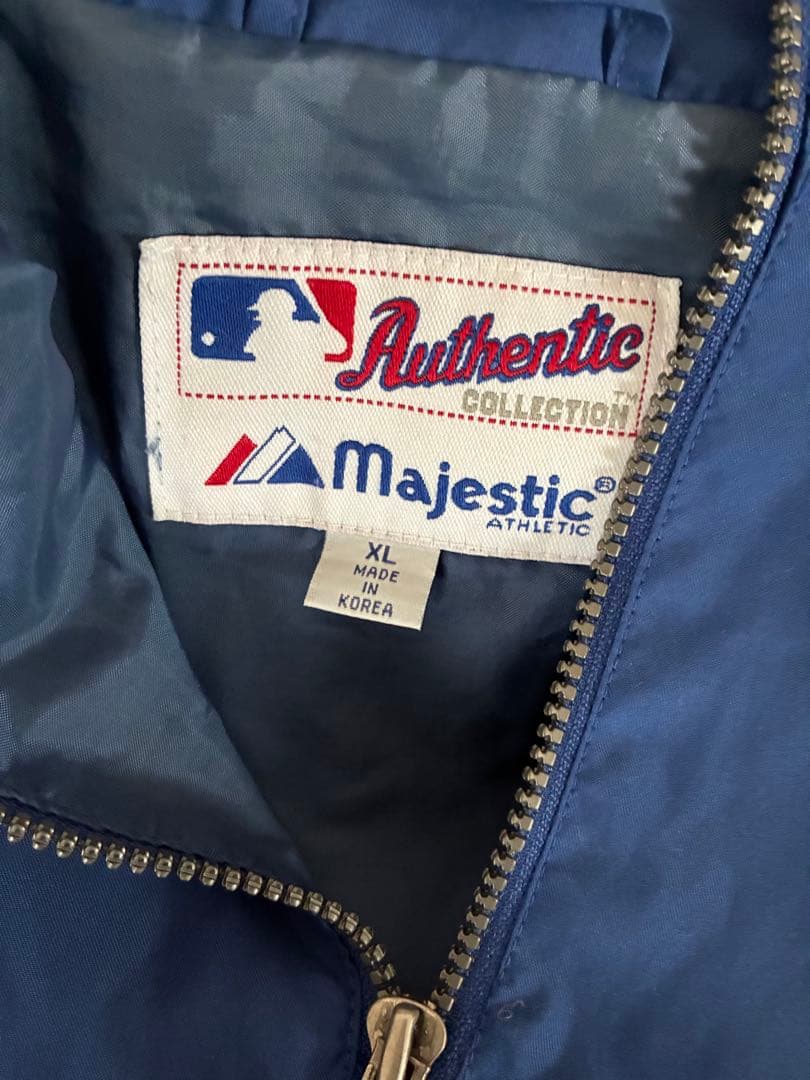 Authentic
COLLECTION™
Majestic®
ATHLETIC
XL
MADE
IN
KOREA